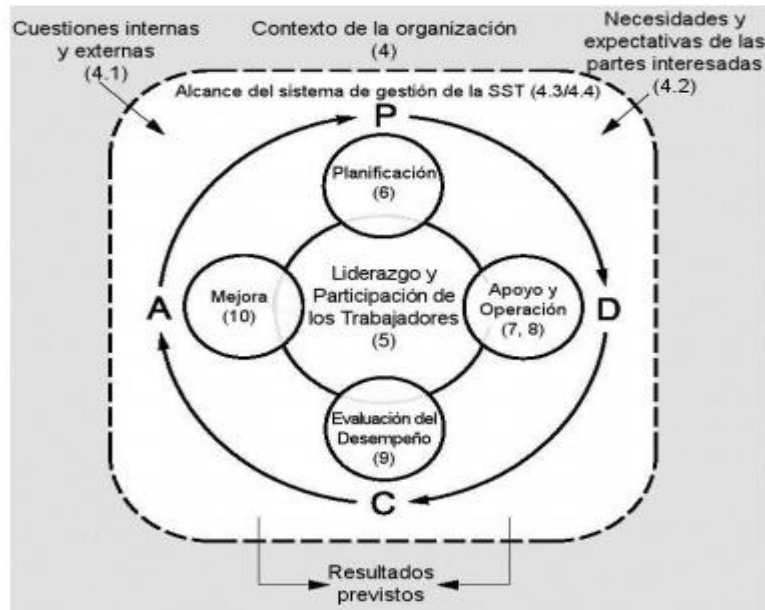 Cuestiones internas
y externas
(4.1)
Contexto de la organización
(4)
Necesidades y
expectativas de las
partes interesadas
(4.2)
Alcance del sistema de gestión de la SST (4.3/4.4)
P
Planificación
(6)
A
Mejora
(10)
Liderazgo y
Participación de
los Trabajadores
(5)
Apoyo y
Operación
(7, 8)
D
Evaluación del
Desempeño
(9)
C
Resultados
previstos